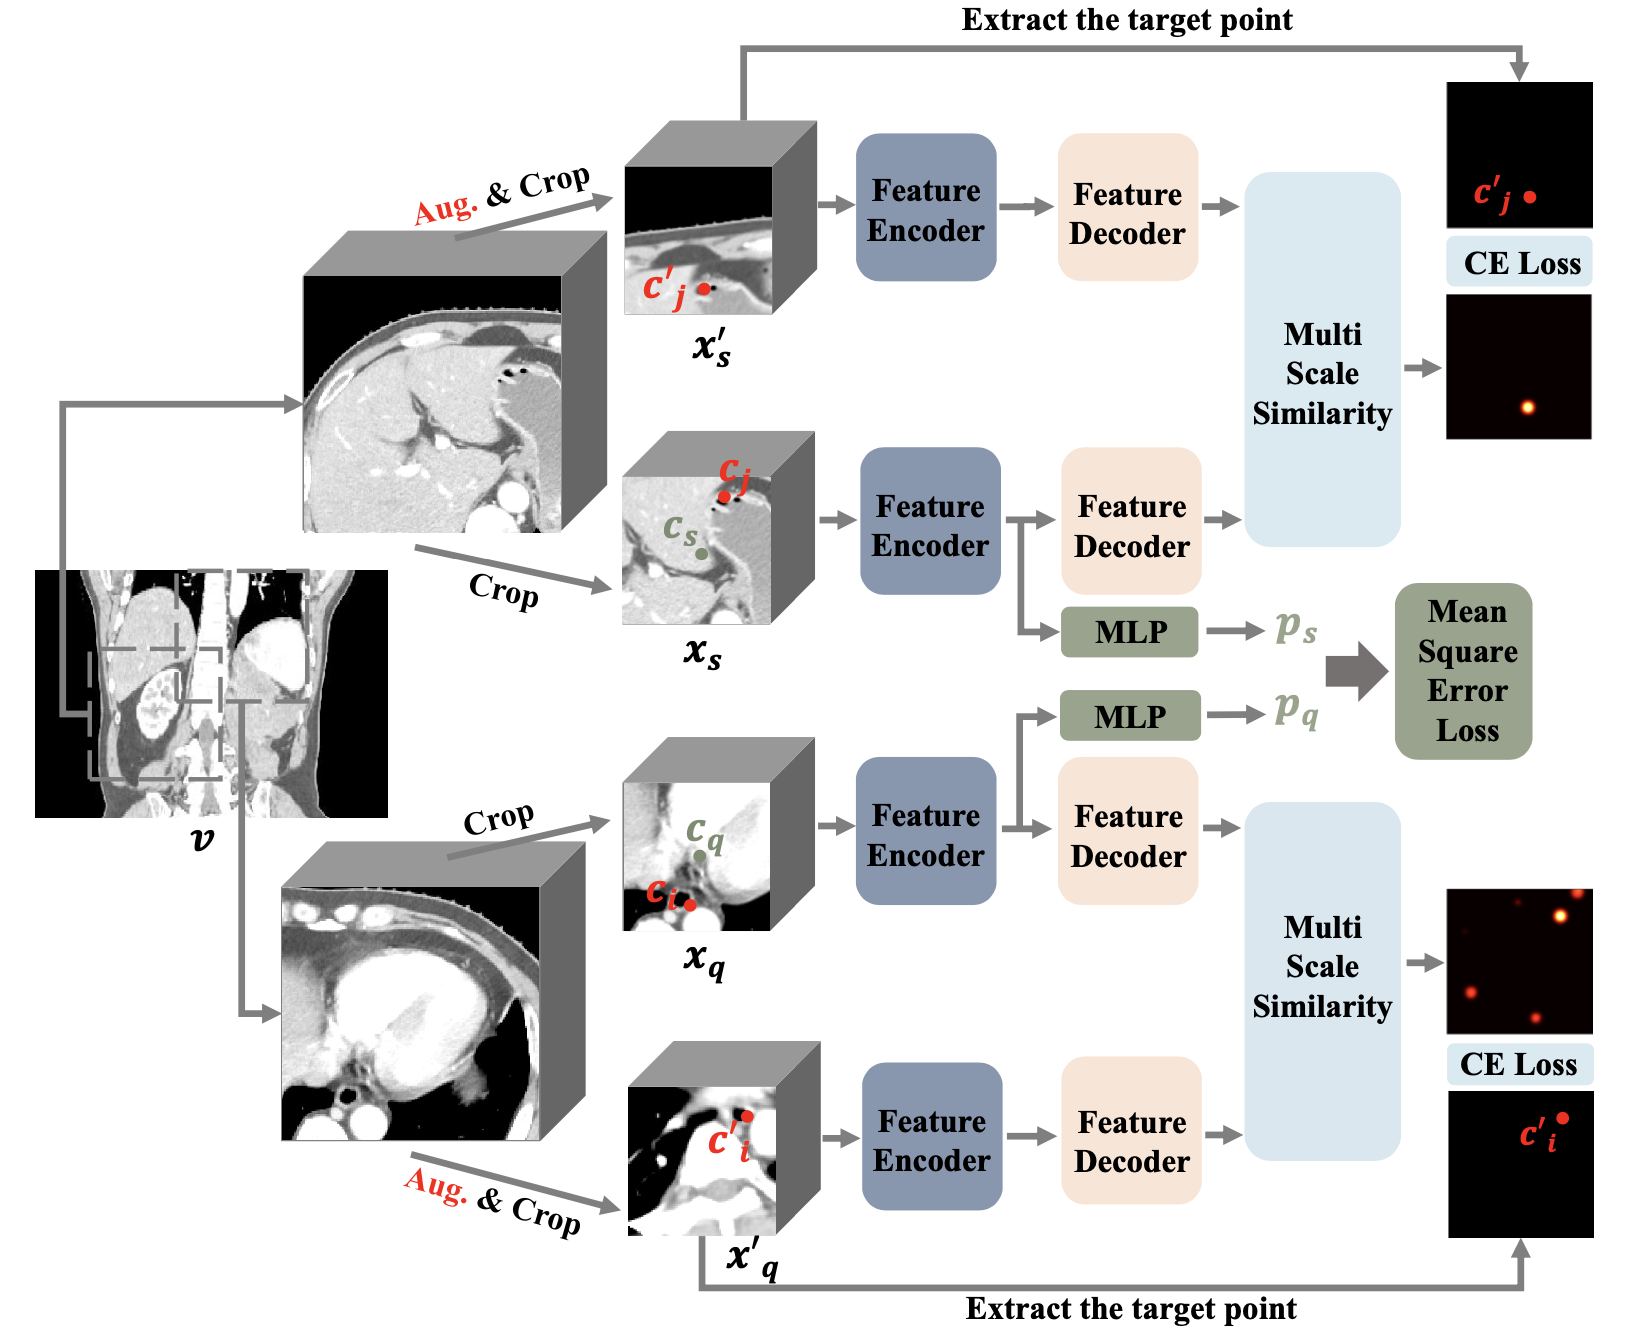 Extract the target point
Aug. & Crop
c'j
x's
Feature
Encoder
Feature
Decoder
c'j
CE Loss
Multi
Scale
Similarity
cj
cs
xs
Crop
Feature
Encoder
Feature
Decoder
MLP
ps
MLP
pq
Mean
Square
Error
Loss
v
Crop
cq
ci
xq
Feature
Encoder
Feature
Decoder
Multi
Scale
Similarity
Aug. & Crop
c'i
x'q
Feature
Encoder
Feature
Decoder
CE Loss
c'i
Extract the target point